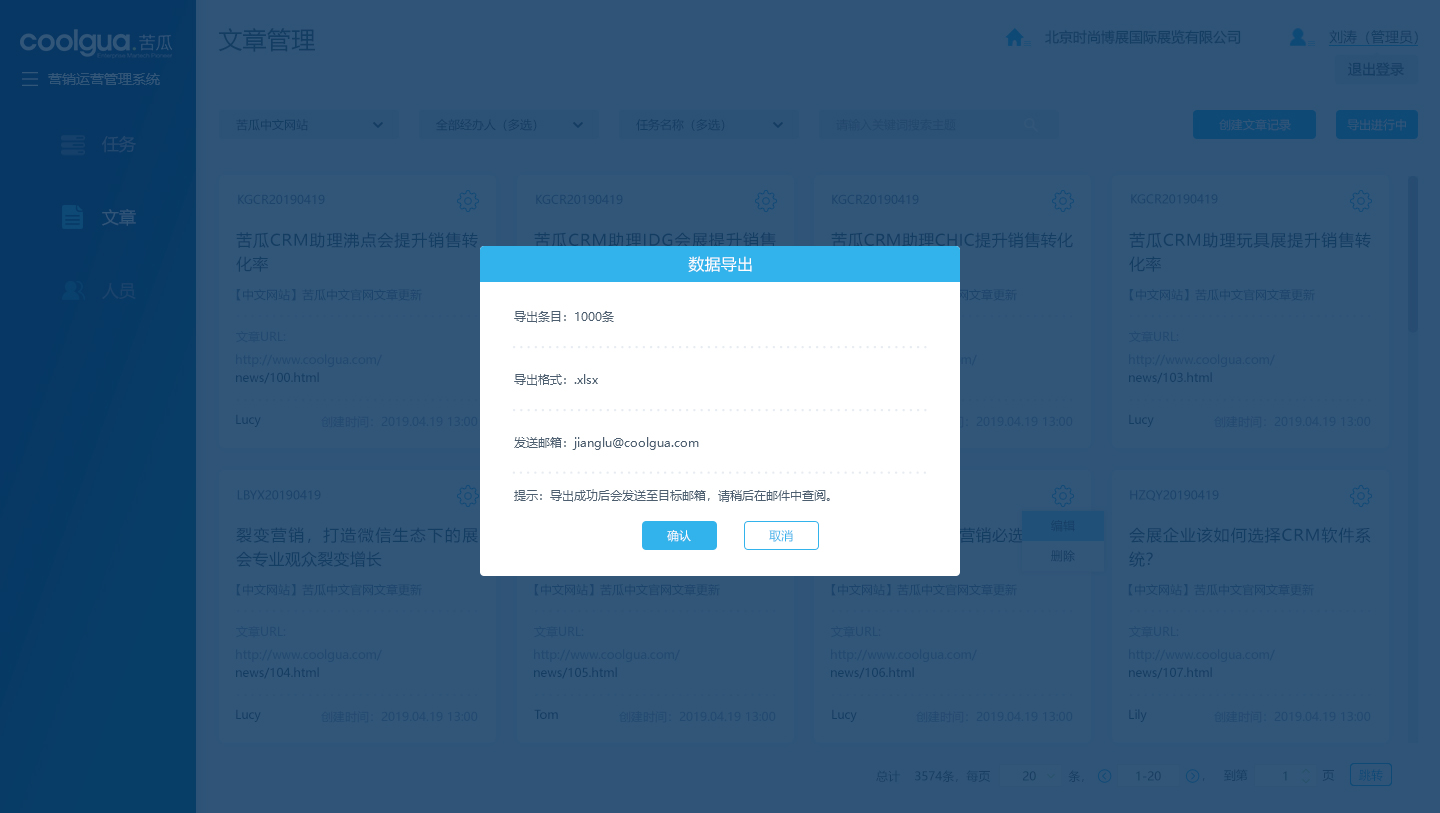 coolgua.苦瓜
营销运营管理系统
任务
文章
人员
文章管理
北京时尚博展国际展览有限公司
刘涛（管理员）
退出登录
苦瓜中文网站
全部经办人（多选）
任务名称（多选）
请输入关键词搜索主题
创建文章记录
导出进行中
KGCR20190419
苦瓜CRM助理沸点会提升销售转
化率
【中文网站】苦瓜中文官网文章更新
文章URL:
http://www.coolgua.com/
news/100.html
Lucy
创建时间：2019.04.19 13:00
KGCR20190419
苦瓜CRM助理IDG会展提升销售
KGCR20190419
苦瓜CRM助理CHIC提升销售转化
KGCR20190419
苦瓜CRM助理玩具展提升销售转
化率
【中文网站】苦瓜中文官网文章更新
文章URL:
http://www.coolgua.com/
news/103.html
Lucy
创建时间：2019.04.19 13:00
数据导出
导出条目：1000条
导出格式：.xlsx
发送邮箱：jianglu@coolgua.com
提示：导出成功后会发送至目标邮箱，请稍后在邮件中查阅。
确认
取消
LBYX20190419
裂变营销，打造微信生态下的展
会专业观众裂变增长
【中文网站】苦瓜中文官网文章更新
文章URL:
http://www.coolgua.com/
news/104.html
Lucy
创建时间：2019.04.19 13:00
【中文网站】苦瓜中文官网文章更新
文章URL:
http://www.coolgua.com/
news/105.html
Tom
创建时间：2019.04.19 13:00
营销必选
编辑
删除
【中文网站】苦瓜中文官网文章更新
文章URL:
http://www.coolgua.com/
news/106.html
Lucy
创建时间：2019.04.19 13:00
HZQY20190419
会展企业该如何选择CRM软件系
统?
【中文网站】苦瓜中文官网文章更新
文章URL:
http://www.coolgua.com/
news/107.html
Lily
创建时间：2019.04.19 13:00
总计 3574条，每页 20 条， 1-20 ， 到第 1 页 跳转